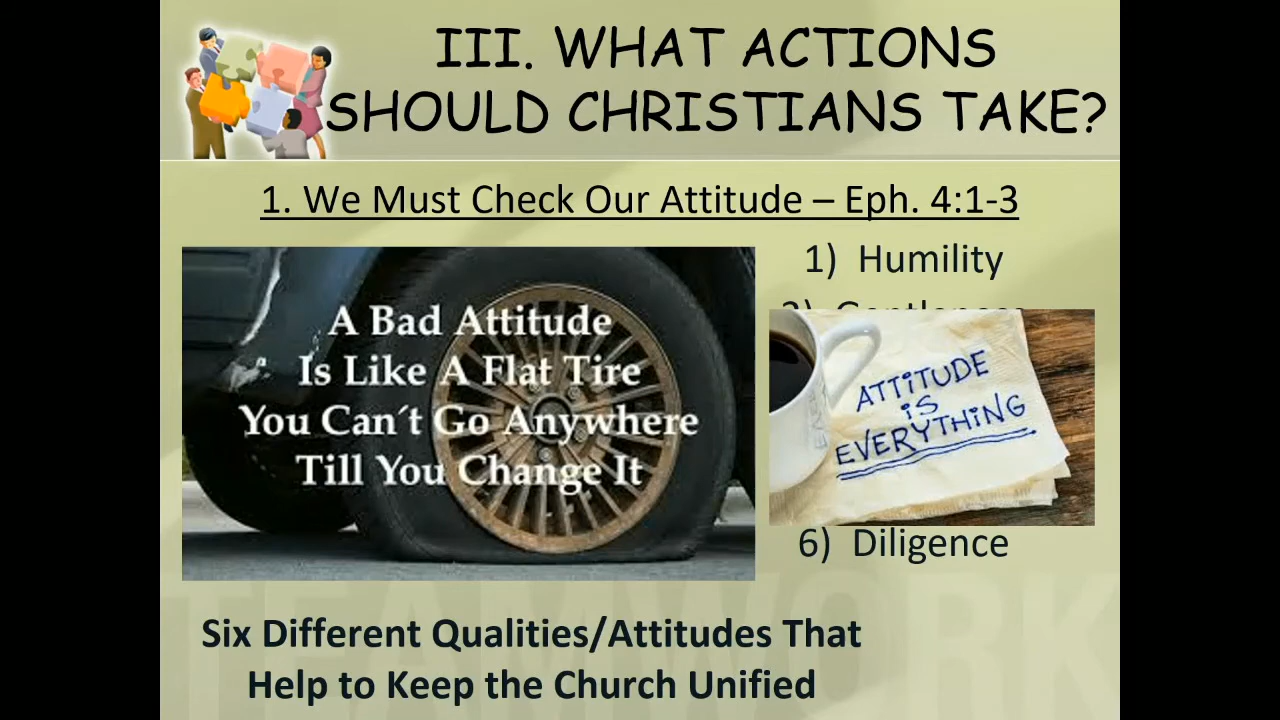 III. WHAT ACTIONS
SHOULD CHRISTIANS TAKE?
1. We Must Check Our Attitude – Eph. 4:1-3
A Bad Attitude
Is Like A Flat Tire
You Can´t Go Anywhere
Till You Change It
1) Humility
ATTiTUDE
iS
EVERYTHiNG
6) Diligence
Six Different Qualities/Attitudes That
Help to Keep the Church Unified
TEAMWORK